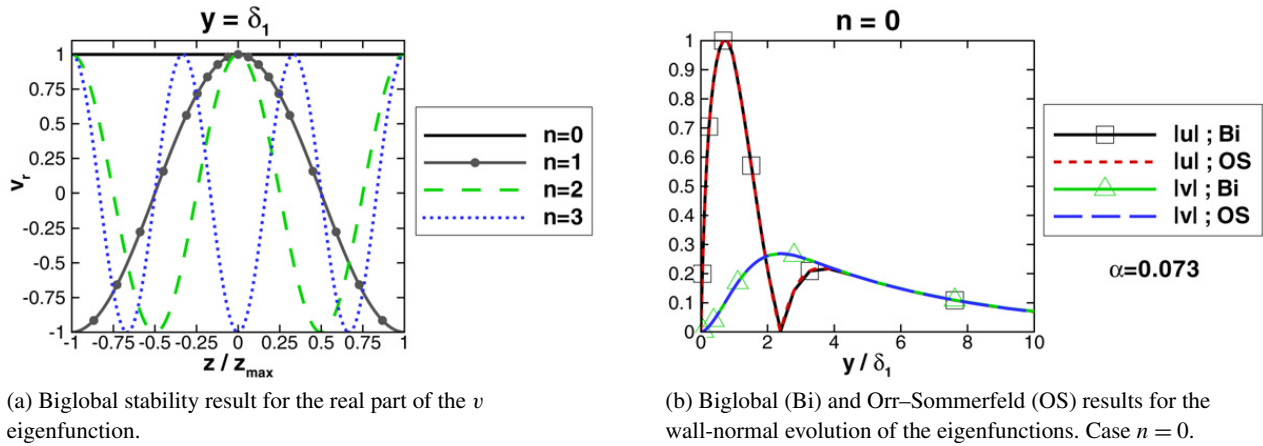 y = δ₁
1
0.75
0.5
0.25
0
-0.25
-0.5
-0.75
-1
vᵣ
-1 -0.75 -0.5 -0.25 0 0.25 0.5 0.75 1
z / zₘₐₓ
n=0
n=1
n=2
n=3
(a) Biglobal stability result for the real part of the v
eigenfunction.
n = 0
1
0.9
0.8
0.7
0.6
0.5
0.4
0.3
0.2
0.1
0
0 2 4 6 8 10
y / δ₁
|u| ; Bi
|u| ; OS
|v| ; Bi
|v| ; OS
α=0.073
(b) Biglobal (Bi) and Orr–Sommerfeld (OS) results for the
wall-normal evolution of the eigenfunctions. Case n = 0.